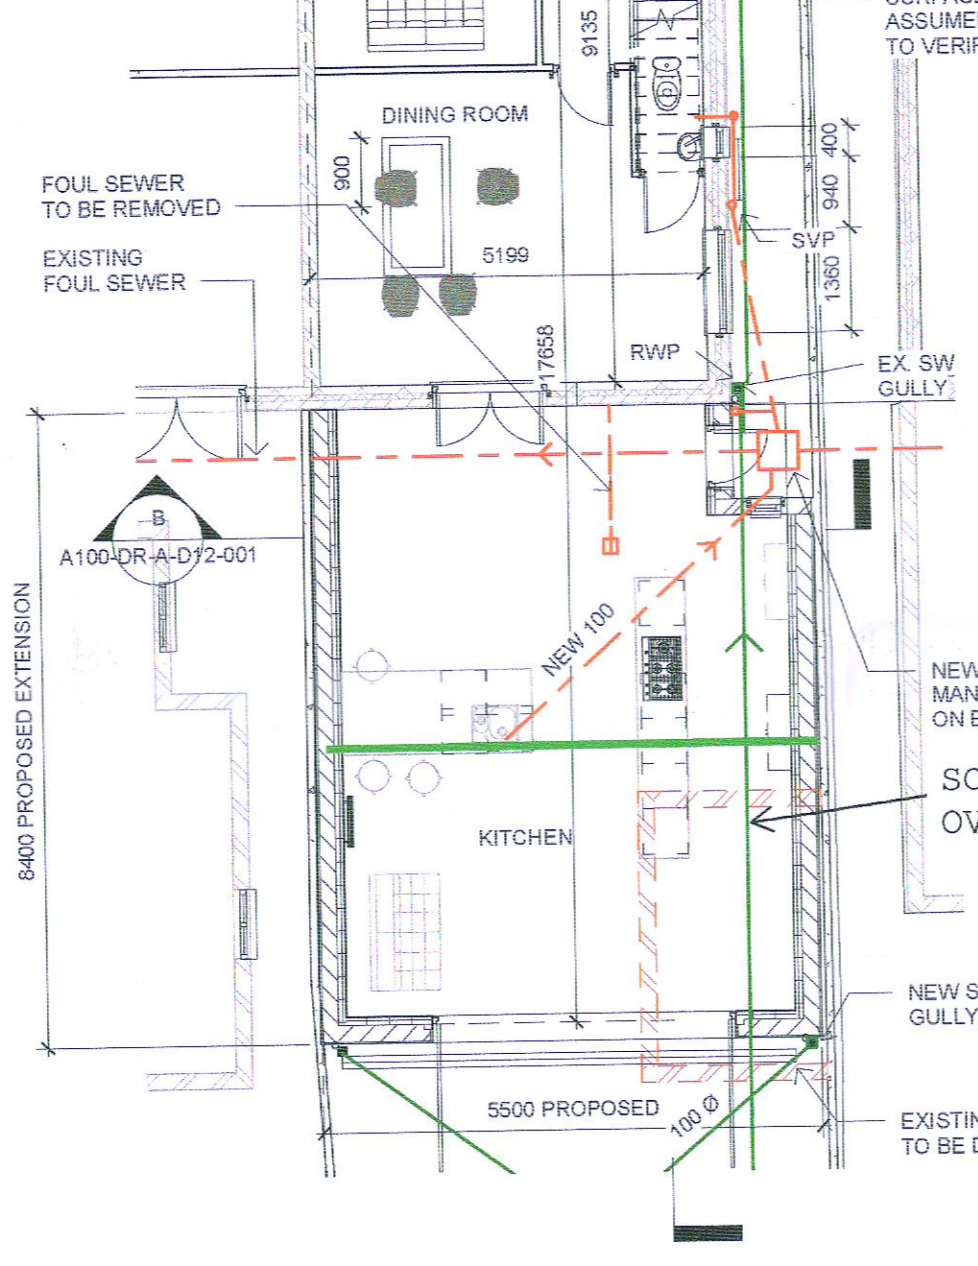 ASSUME
TO VERIF
9135
DINING ROOM
900
400
940
1360
FOUL SEWER
TO BE REMOVED
SVP
EXISTING
FOUL SEWER
5199
17658
RWP
EX. SW
GULLY
B
A100-DR-A-D12-001
8400 PROPOSED EXTENSION
NEW 100
NEW
MAN
ON E
SC
OV
KITCHEN
NEW S
GULLY
5500 PROPOSED
100 Ø
EXISTIN
TO BE D